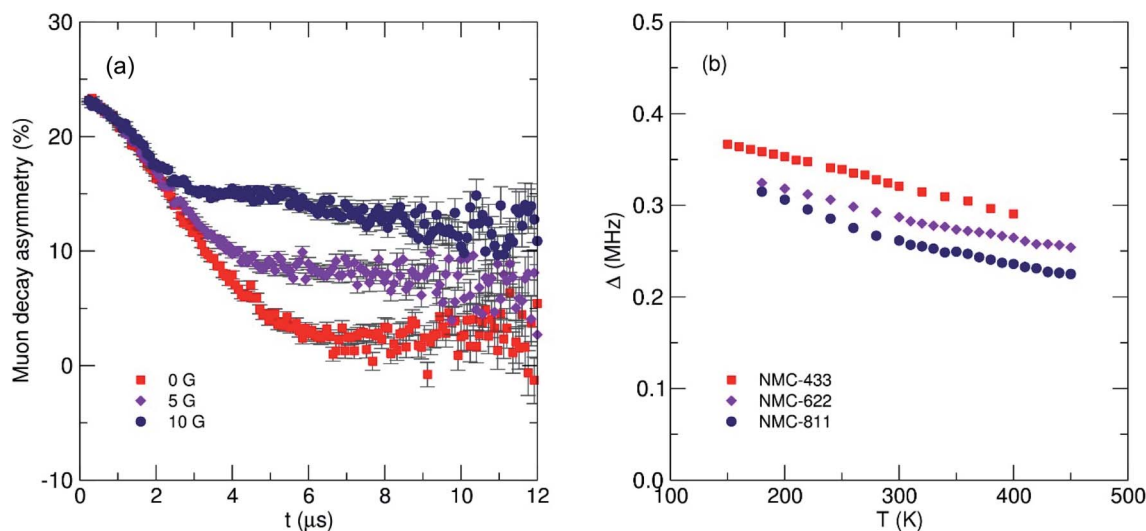 (a)
30
20
10
0
-10
0 2 4 6 8 10 12
Muon decay asymmetry (%)
t (μs)
0 G
5 G
10 G
(b)
0.5
0.4
0.3
0.2
0.1
0.0
100 200 300 400 500
Δ (MHz)
T (K)
NMC-433
NMC-622
NMC-811